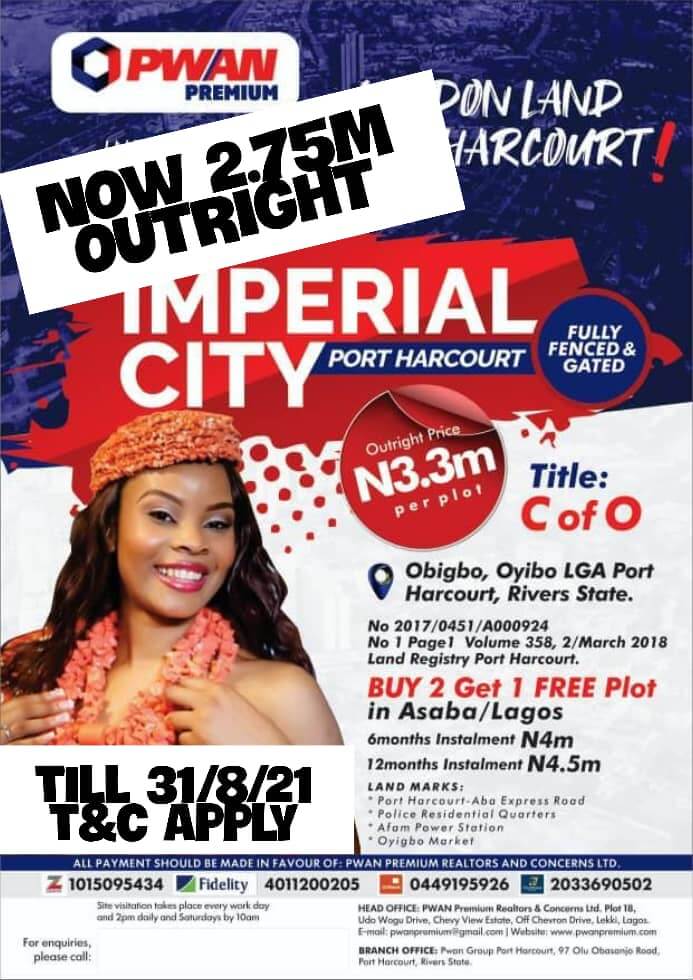 PWAN
PREMIUM
DON LAND
HARCOURT!
NOW 2.75M
OUTRIGHT
IMPERIAL
CITY
PORT HARCOURT
FULLY
FENCED &
GATED
Outright Price
N3.3m
per plot
Title:
C of O
Obigbo, Oyibo LGA Port
Harcourt, Rivers State.
No 2017/0451/A000924
No 1 Page1 Volume 358, 2/March 2018
Land Registry Port Harcourt.
BUY 2 Get 1 FREE Plot
in Asaba/Lagos
6months Instalment N4m
12months Instalment N4.5m
TILL 31/8/21
T&C APPLY
LAND MARKS:
* Port Harcourt-Aba Express Road
* Police Residential Quarters
* Afam Power Station
* Oyigbo Market
ALL PAYMENT SHOULD BE MADE IN FAVOUR OF: PWAN PREMIUM REALTORS AND CONCERNS LTD.
Z 1015095434 Fidelity 4011200205 0449195926 2033690502
Site visitation takes place every work day
and 2pm daily and Saturdays by 10am
For enquiries,
please call:
HEAD OFFICE: PWAN Premium Realtors & Concerns Ltd. Plot 18,
Udo Wogu Drive, Chevy View Estate, Off Chevron Drive, Lekki, Lagos.
E-mail: pwanpremium@gmail.com | Website: www.pwanpremium.com
BRANCH OFFICE: Pwan Group Port Harcourt, 97 Olu Obasanjo Road,
Port Harcourt, Rivers State.